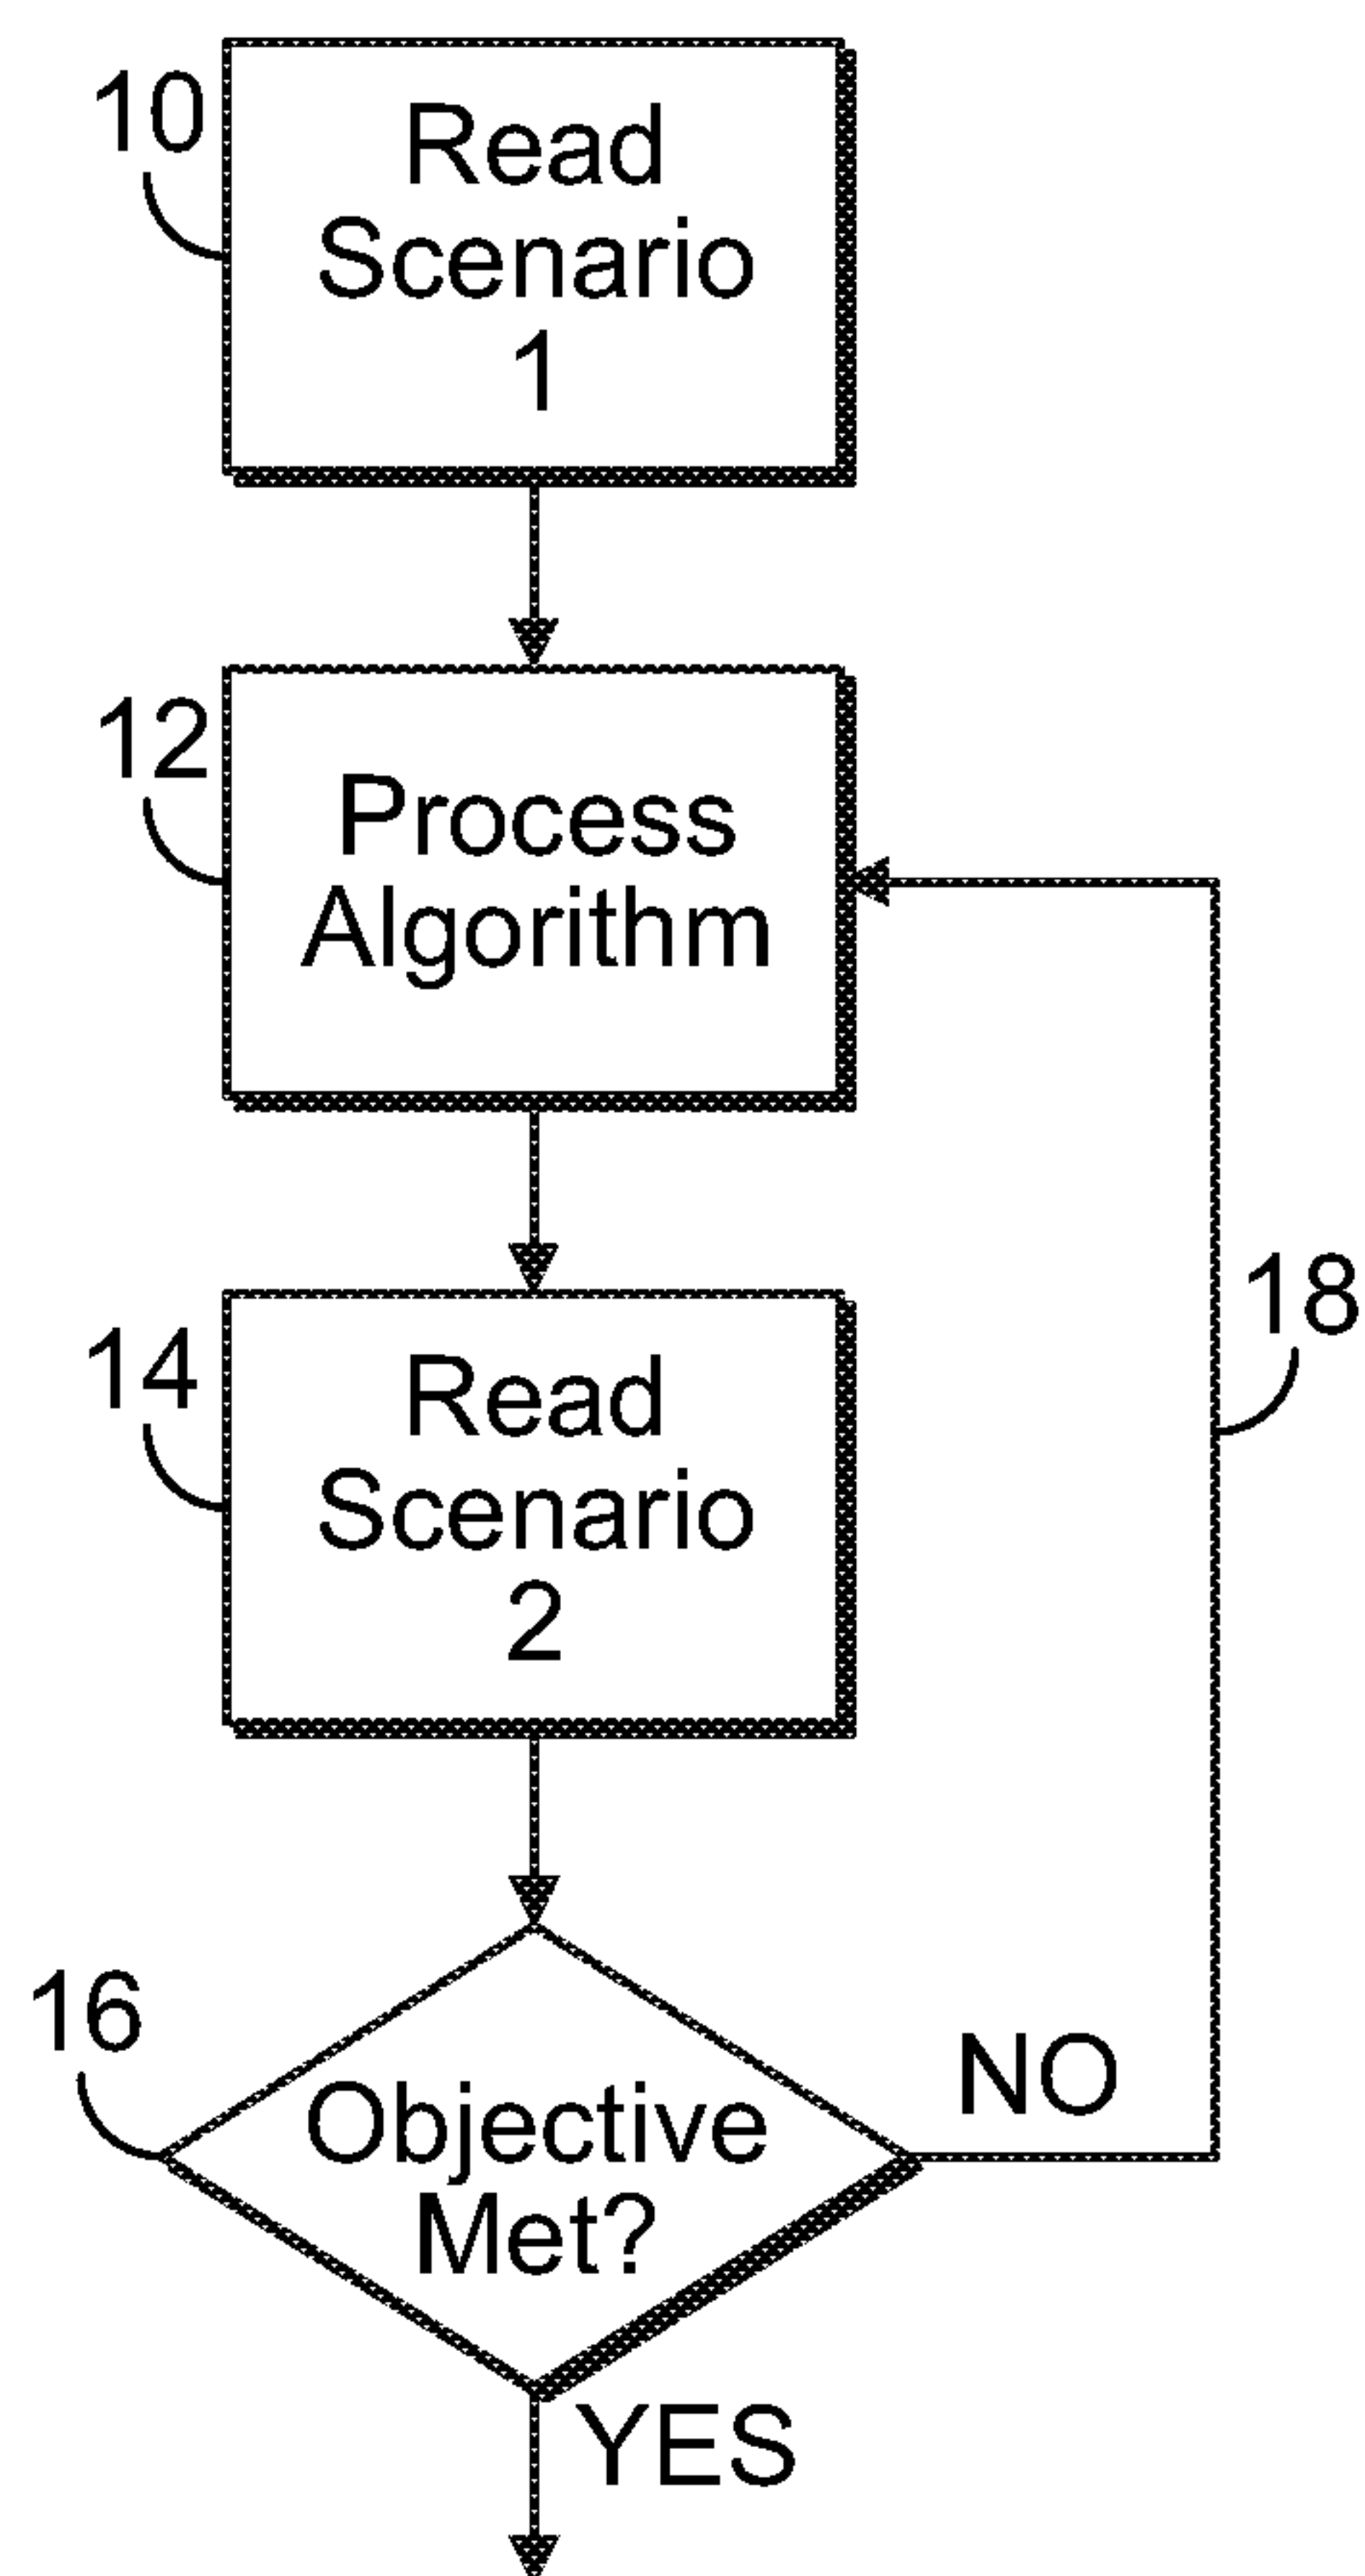 10
Read
Scenario
1
12
Process
Algorithm
14
Read
Scenario
2
18
16
Objective
Met?
NO
YES